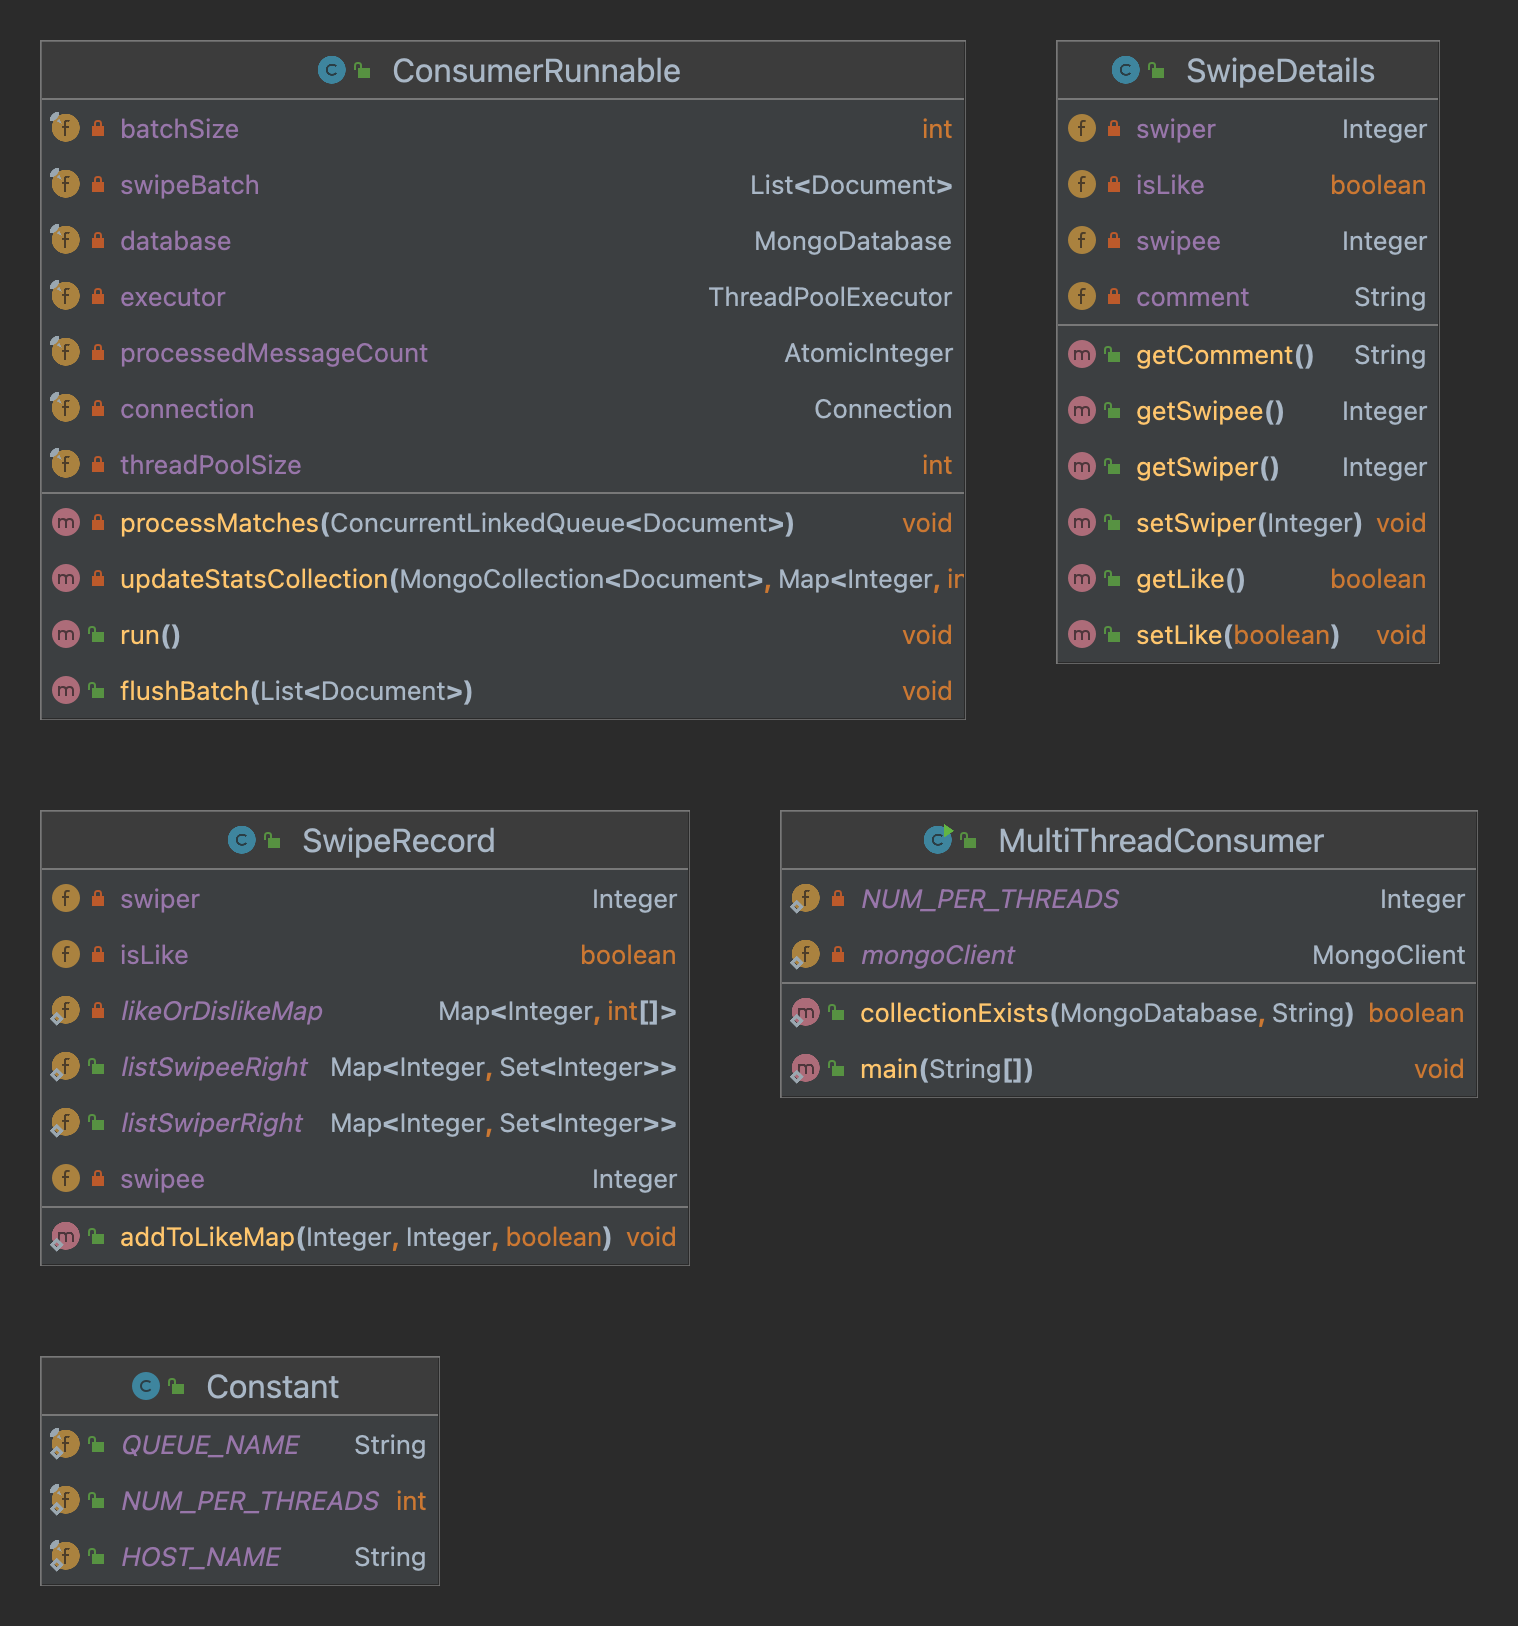 ConsumerRunnable
batchSize int
swipeBatch List<Document>
database MongoDatabase
executor ThreadPoolExecutor
processedMessageCount AtomicInteger
connection Connection
threadPoolSize int
processMatches(ConcurrentLinkedQueue<Document>) void
updateStatsCollection(MongoCollection<Document>, Map<Integer, in
run() void
flushBatch(List<Document>) void
SwipeDetails
swiper Integer
isLike boolean
swipee Integer
comment String
getComment() String
getSwipee() Integer
getSwiper() Integer
setSwiper(Integer) void
getLike() boolean
setLike(boolean) void
SwipeRecord
swiper Integer
isLike boolean
likeOrDislikeMap Map<Integer, int[]>
listSwipeeRight Map<Integer, Set<Integer>>
listSwiperRight Map<Integer, Set<Integer>>
swipee Integer
addToLikeMap(Integer, Integer, boolean) void
MultiThreadConsumer
NUM_PER_THREADS Integer
mongoClient MongoClient
collectionExists(MongoDatabase, String) boolean
main(String[]) void
Constant
QUEUE_NAME String
NUM_PER_THREADS int
HOST_NAME String